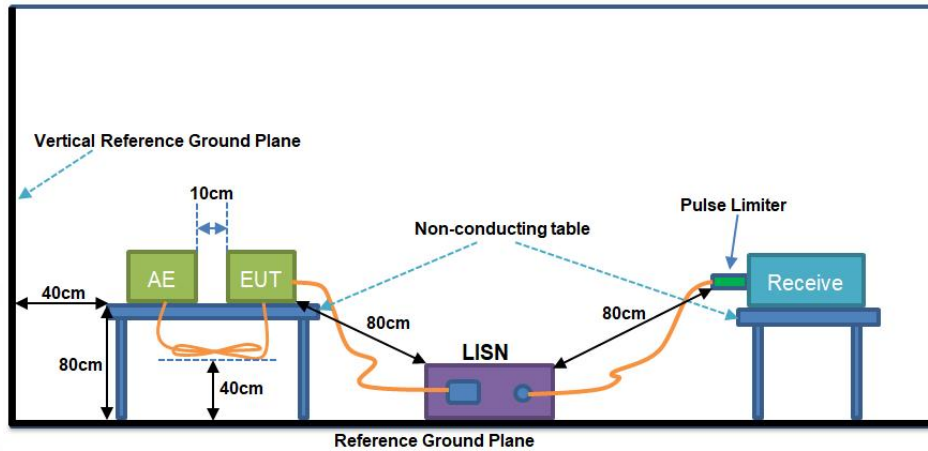 Vertical Reference Ground Plane
10cm
Pulse Limiter
Non-conducting table
AE
EUT
Receive
40cm
80cm
80cm
LISN
80cm
40cm
Reference Ground Plane